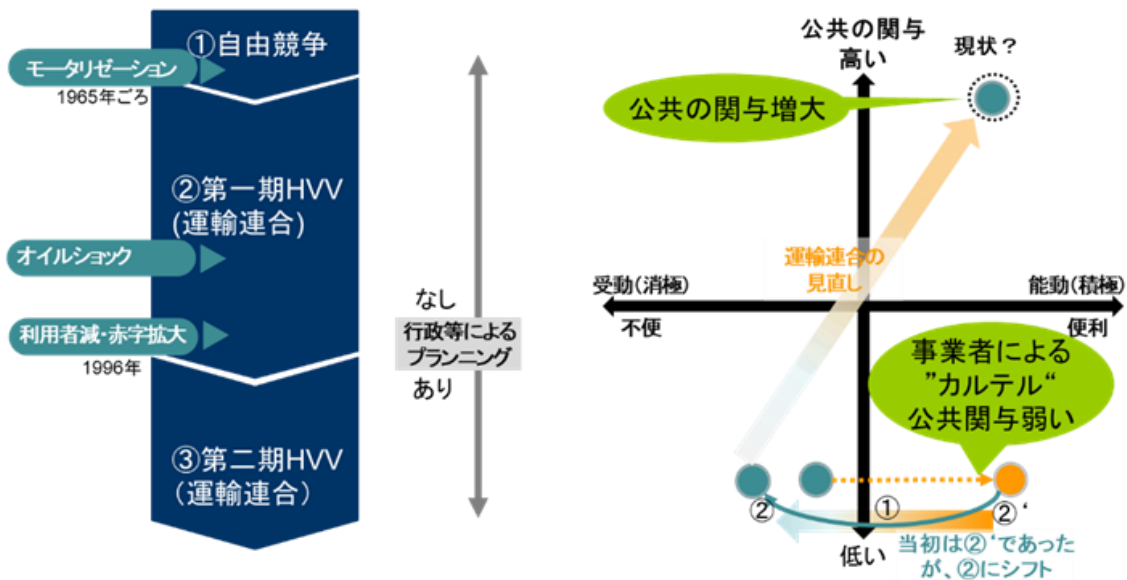 ①自由競争
モータリゼーション
1965年ごろ
②第一期HVV
(運輸連合)
オイルショック
利用者減・赤字拡大
1996年
③第二期HVV
（運輸連合）
なし
行政等による
プランニング
あり
公共の関与
高い
現状？
公共の関与増大
運輸連合の
見直し
受動(消極)
能動(積極)
不便
便利
事業者による
”カルテル“
公共関与弱い
②
①
②‘
低い
当初は②‘であった
が、②にシフト